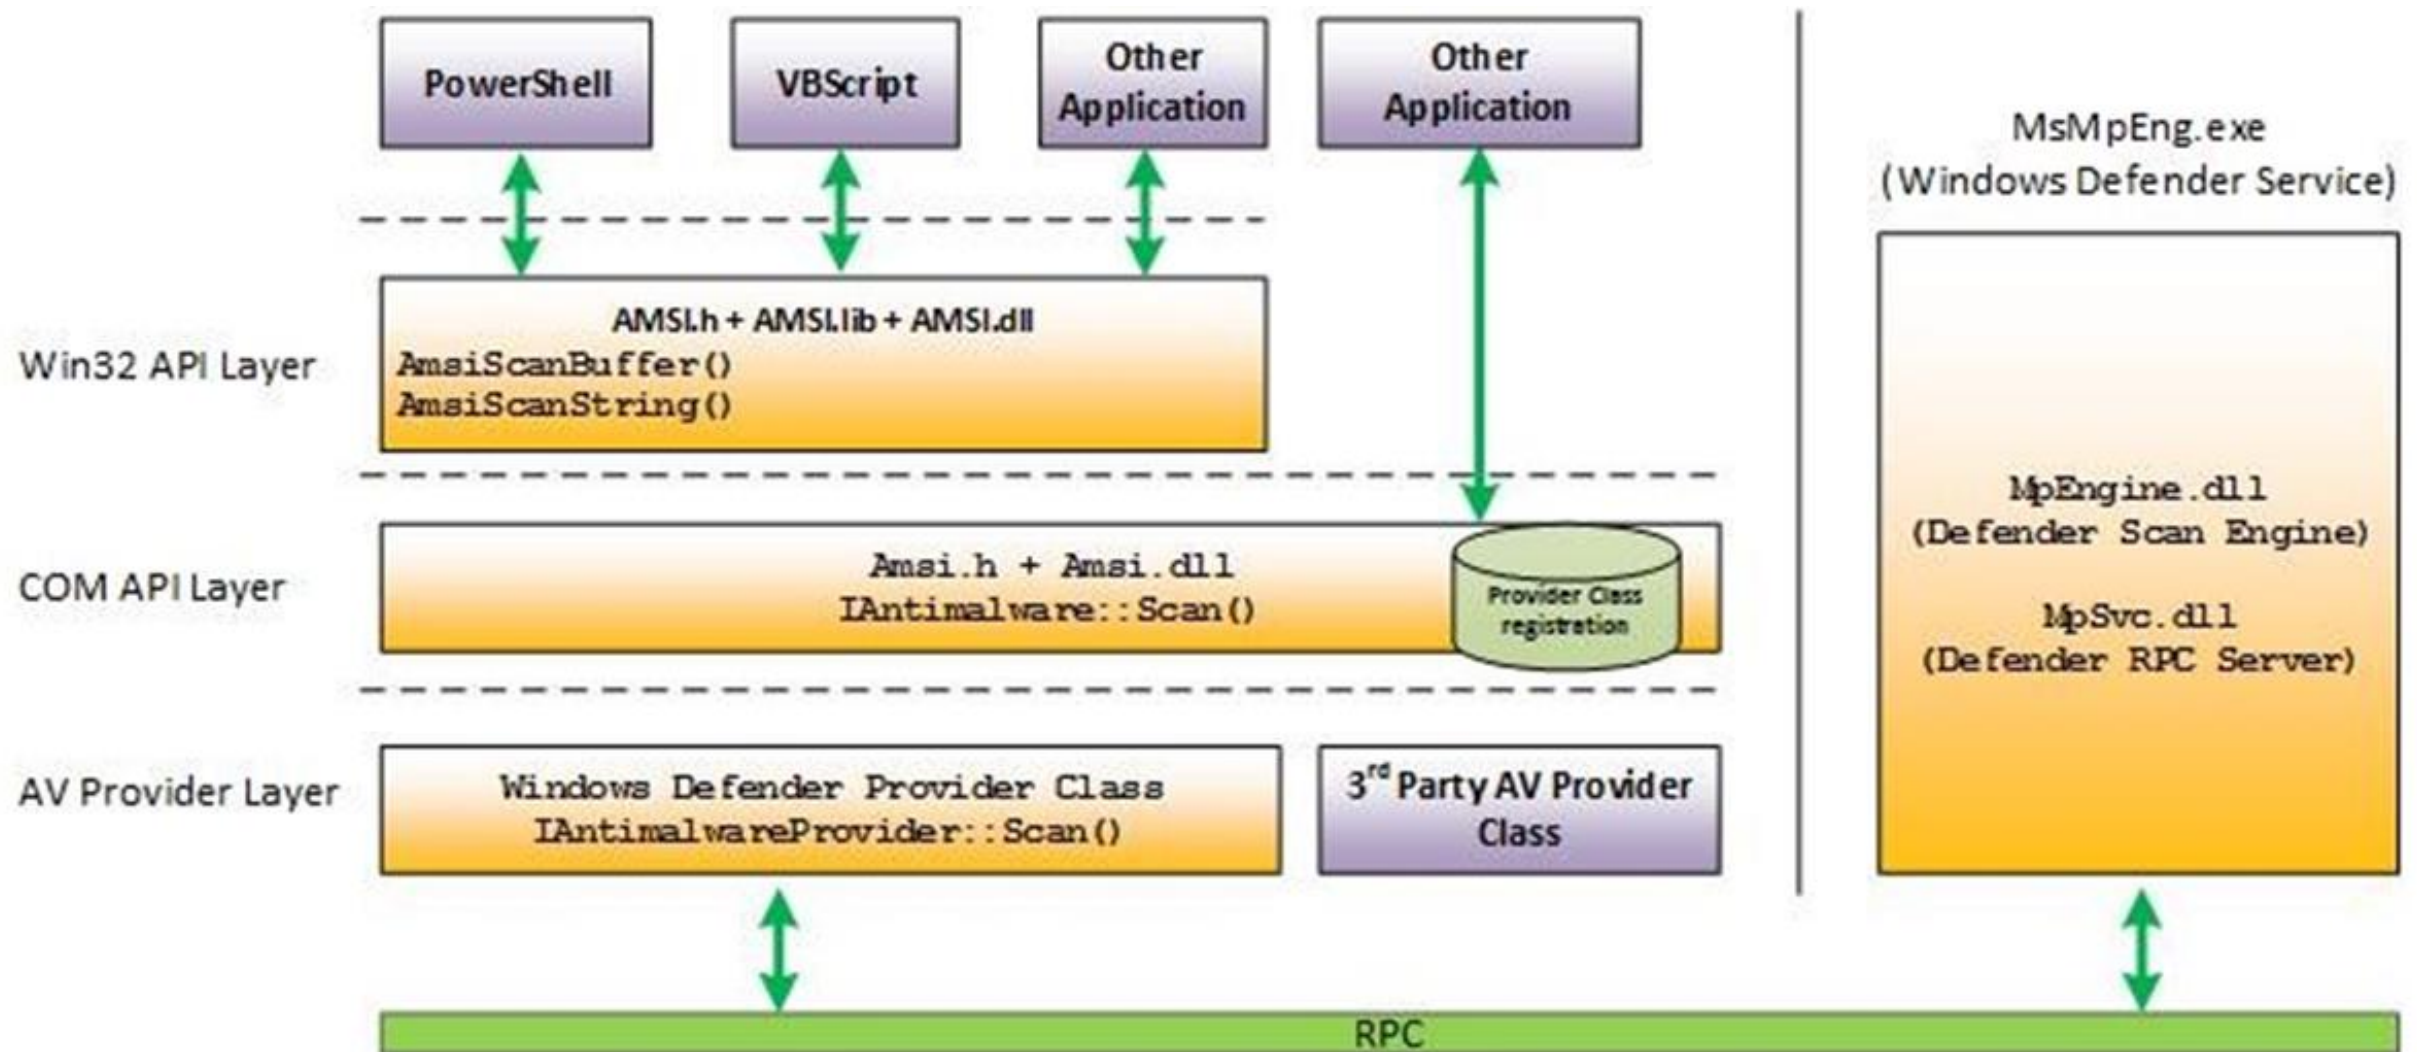 PowerShell
VBScript
Other
Application
Other
Application
MsMpEng.exe
(Windows Defender Service)
Win32 API Layer
AMSI.h + AMSI.lib + AMSI.dll
AmsiScanBuffer()
AmsiScanString()
COM API Layer
Amsi.h + Amsi.dll
IAntimalware::Scan()
Provider Class
registration
MpEngine.dll
(Defender Scan Engine)
MpSvc.dll
(Defender RPC Server)
AV Provider Layer
Windows Defender Provider Class
IAntimalwareProvider::Scan()
3rd Party AV Provider
Class
RPC